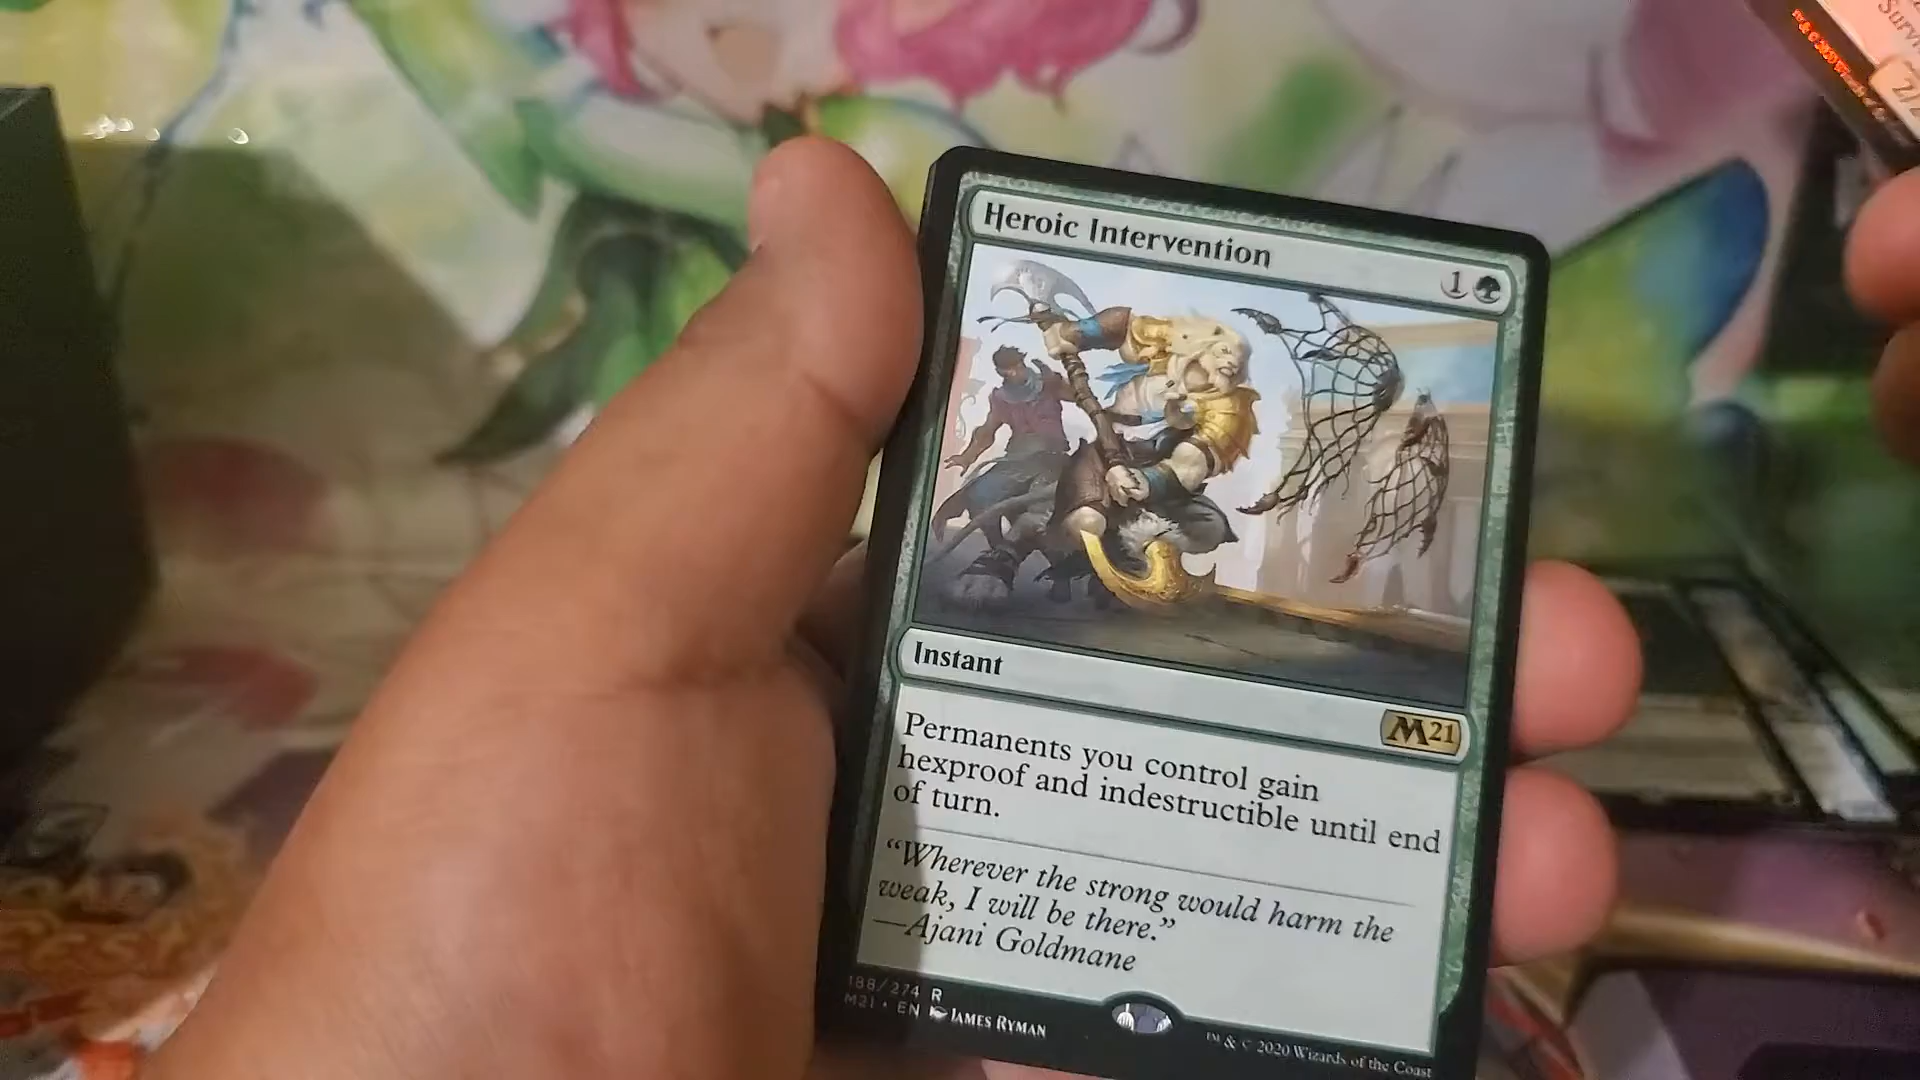 Heroic Intervention
1
Instant
M21
Permanents you control gain
hexproof and indestructible until end
of turn.
“Wherever the strong would harm the
weak, I will be there.”
—Ajani Goldmane
188/274 R
M21 • EN James Ryman
™ & © 2020 Wizards of the Coast